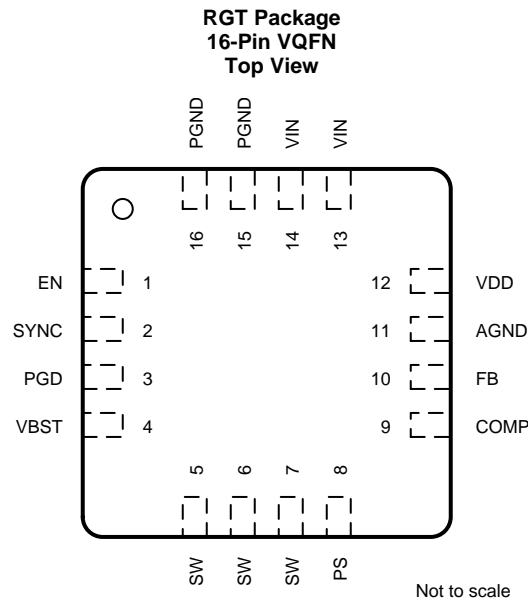 RGT Package
16-Pin VQFN
Top View
PGND PGND VIN VIN
16 15 14 13
EN 1 12 VDD
SYNC 2 11 AGND
PGD 3 10 FB
VBST 4 9 COMP
5 6 7 8
SW SW SW PS
Not to scale